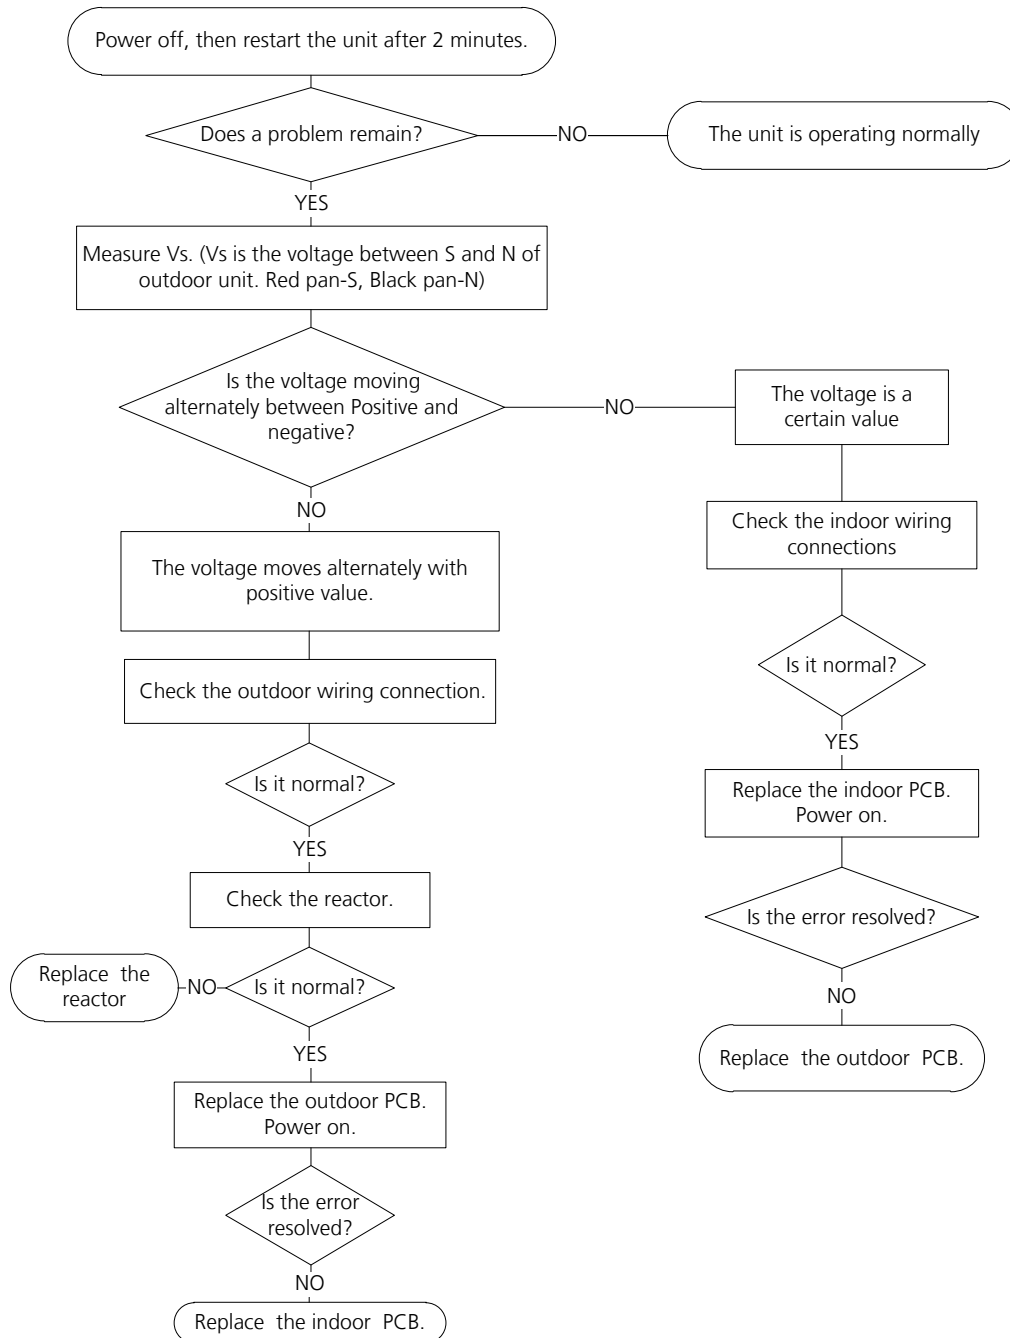 Power off, then restart the unit after 2 minutes.
Does a problem remain?
NO
The unit is operating normally
YES
Measure Vs. (Vs is the voltage between S and N of
outdoor unit. Red pan-S, Black pan-N)
Is the voltage moving
alternately between Positive and
negative?
NO
The voltage is a
certain value
NO
The voltage moves alternately with
positive value.
Check the indoor wiring
connections
Check the outdoor wiring connection.
Is it normal?
YES
Is it normal?
YES
Replace the indoor PCB.
Power on.
Check the reactor.
Is the error resolved?
Replace the
reactor
NO
Is it normal?
NO
YES
Replace the outdoor PCB.
Replace the outdoor PCB.
Power on.
Is the error
resolved?
NO
Replace the indoor PCB.